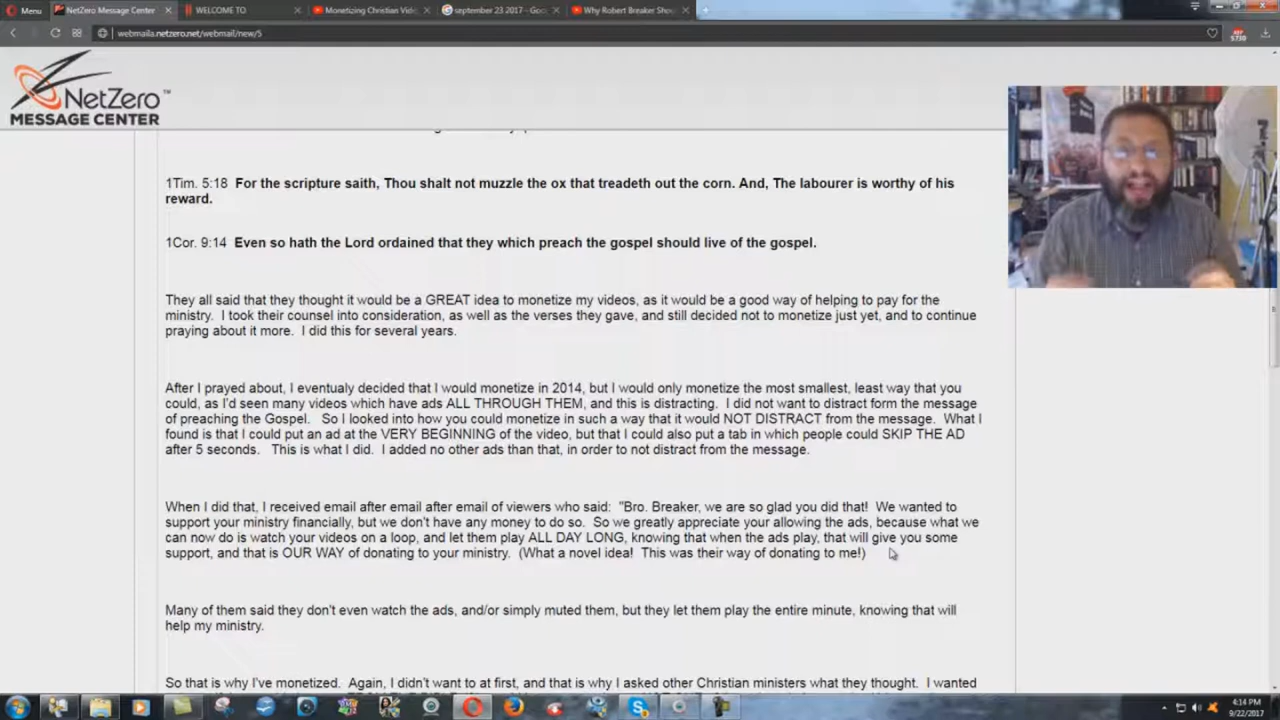 Menu
NetZero Message Center
WELCOME TO
Monetizing Christian Vide
september 23 2017 - Goo
Why Robert Breaker Shou
webmaila.netzero.net/webmail/new/5
NetZero™
MESSAGE CENTER
1Tim. 5:18 For the scripture saith, Thou shalt not muzzle the ox that treadeth out the corn. And, The labourer is worthy of his
reward.
1Cor. 9:14 Even so hath the Lord ordained that they which preach the gospel should live of the gospel.
They all said that they thought it would be a GREAT idea to monetize my videos, as it would be a good way of helping to pay for the
ministry. I took their counsel into consideration, as well as the verses they gave, and still decided not to monetize just yet, and to continue
praying about it more. I did this for several years.
After I prayed about, I eventualy decided that I would monetize in 2014, but I would only monetize the most smallest, least way that you
could, as I'd seen many videos which have ads ALL THROUGH THEM, and this is distracting. I did not want to distract form the message
of preaching the Gospel. So I looked into how you could monetize in such a way that it would NOT DISTRACT from the message. What I
found is that I could put an ad at the VERY BEGINNING of the video, but that I could also put a tab in which people could SKIP THE AD
after 5 seconds. This is what I did. I added no other ads than that, in order to not distract from the message.
When I did that, I received email after email after email of viewers who said: "Bro. Breaker, we are so glad you did that! We wanted to
support your ministry financially, but we don't have any money to do so. So we greatly appreciate your allowing the ads, because what we
can now do is watch your videos on a loop, and let them play ALL DAY LONG, knowing that when the ads play, that will give you some
support, and that is OUR WAY of donating to your ministry. (What a novel idea! This was their way of donating to me!)
Many of them said they don't even watch the ads, and/or simply muted them, but they let them play the entire minute, knowing that will
help my ministry.
So that is why I've monetized. Again, I didn't want to at first, and that is why I asked other Christian ministers what they thought. I wanted
4:14 PM
9/22/2017